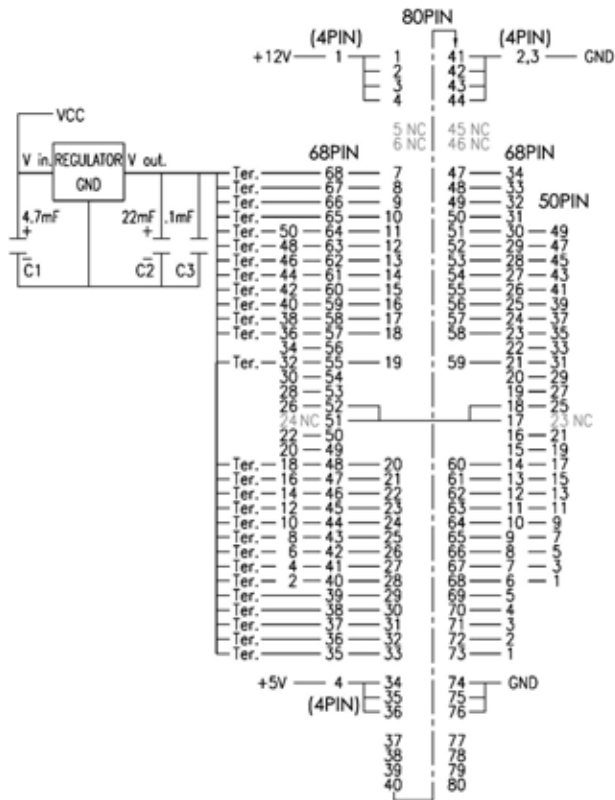 80PIN
(4PIN) (4PIN)
+12V 1 1 41 2,3 GND
2 42
3 43
4 44
VCC
5 NC 45 NC
6 NC 46 NC
68PIN 68PIN
V in. REGULATOR V out.
GND
Ter. 68 7 47 34
Ter. 67 8 48 33
50PIN
Ter. 66 9 49 32
Ter. 65 10 50 31
4.7mF + 22mF + .1mF
Ter. 50 64 11 51 30 49
Ter. 48 63 12 52 29 47
Ter. 46 62 13 53 28 45
C1 C2 C3
Ter. 44 61 14 54 27 43
Ter. 42 60 15 55 26 41
Ter. 40 59 16 56 25 39
Ter. 38 58 17 57 24 37
Ter. 36 57 18 58 23 35
34 56 22 33
Ter. 32 55 19 59 21 31
30 54 20 29
28 53 19 27
26 52 18 25
24 NC 51 17 23 NC
22 50 16 21
20 49 15 19
Ter. 18 48 20 60 14 17
Ter. 16 47 21 61 13 15
Ter. 14 46 22 62 12 13
Ter. 12 45 23 63 11 11
Ter. 10 44 24 64 10 9
Ter. 8 43 25 65 9 7
Ter. 6 42 26 66 8 5
Ter. 4 41 27 67 7 3
Ter. 2 40 28 68 6 1
Ter. 39 29 69 5
Ter. 38 30 70 4
Ter. 37 31 71 3
Ter. 36 32 72 2
Ter. 35 33 73 1
+5V 4 34 74 GND
(4PIN) 35 75
36 76
37 77
38 78
39 79
40 80